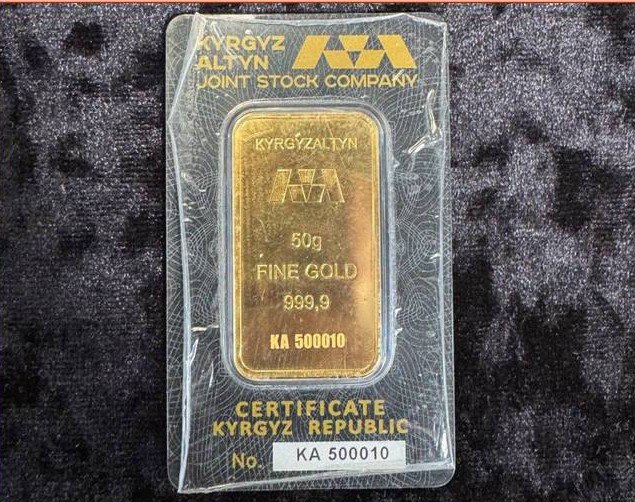 KYRGYZ
ALTYN
JOINT STOCK COMPANY
KYRGYZALTYN
50g
FINE GOLD
999,9
KA 500010
CERTIFICATE
KYRGYZ REPUBLIC
No. KA 500010